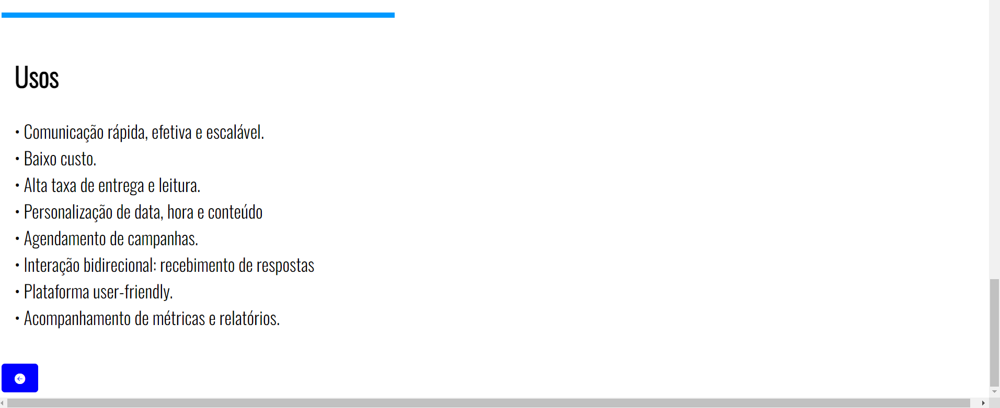 Usos
• Comunicação rápida, efetiva e escalável.
• Baixo custo.
• Alta taxa de entrega e leitura.
• Personalização de data, hora e conteúdo
• Agendamento de campanhas.
• Interação bidirecional: recebimento de respostas
• Plataforma user-friendly.
• Acompanhamento de métricas e relatórios.